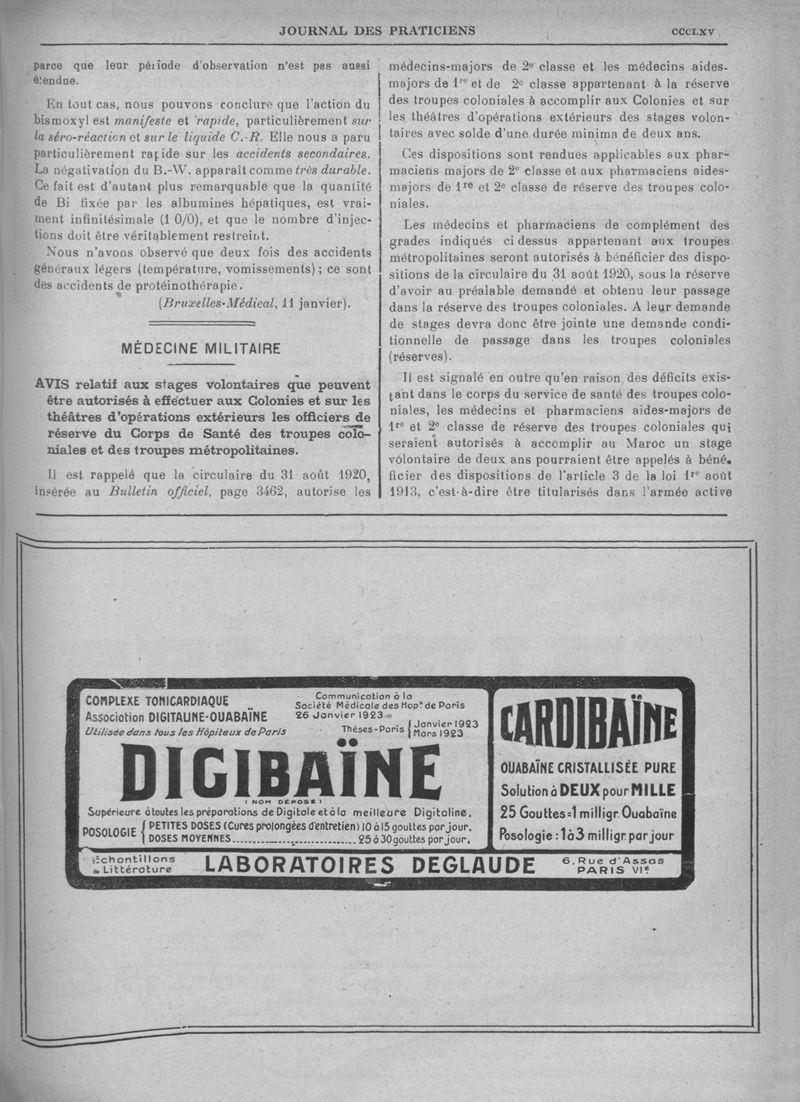 JOURNAL DES PRATICIENS
CCCLXV
parce que leur période d'observation n'est pas aussi
étendue.
En tout cas, nous pouvons conclure que l'action du
bismoxyl est manifeste et rapide, particulièrement sur
la séro-réaction et sur le liquide C.-R. Elle nous a paru
particulièrement rapide sur les accidents secondaires.
La négativation du B.-W. apparaît comme très durable.
Ce fait est d'autant plus remarquable que la quantité
de Bi fixée par les albumines hépatiques, est vrai-
ment infinitésimale (1 0/0), et que le nombre d'injec-
tions doit être véritablement restreint.
Nous n'avons observé que deux fois des accidents
généraux légers (température, vomissements) ; ce sont
des accidents de protéinothérapie.
(Bruxelles-Médical, 11 janvier).
MÉDECINE MILITAIRE
AVIS relatif aux stages volontaires que peuvent
être autorisés à effectuer aux Colonies et sur les
théâtres d'opérations extérieurs les officiers de
réserve du Corps de Santé des troupes colo-
niales et des troupes métropolitaines.
Il est rappelé que la circulaire du 31 août 1920,
insérée au Bulletin officiel, page 3462, autorise les
médecins-majors de 2e classe et les médecins aides-
majors de 1re et de 2e classe appartenant à la réserve
des troupes coloniales à accomplir aux Colonies et sur
les théâtres d'opérations extérieurs des stages volon-
taires avec solde d'une durée minima de deux ans.
Ces dispositions sont rendues applicables aux phar-
maciens majors de 2e classe et aux pharmaciens aides-
majors de 1re et 2e classe de réserve des troupes colo-
niales.
Les médecins et pharmaciens de complément des
grades indiqués ci dessus appartenant aux troupes
métropolitaines seront autorisés à bénéficier des dispo-
sitions de la circulaire du 31 août 1920, sous la réserve
d'avoir au préalable demandé et obtenu leur passage
dans la réserve des troupes coloniales. A leur demande
de stages devra donc être jointe une demande condi-
tionnelle de passage dans les troupes coloniales
(réserves).
Il est signalé en outre qu'en raison des déficits exis-
tant dans le corps du service de santé des troupes colo-
niales, les médecins et pharmaciens aides-majors de
1re et 2e classe de réserve des troupes coloniales qui
seraient autorisés à accomplir au Maroc un stage
volontaire de deux ans pourraient être appelés à béné-
ficier des dispositions de l'article 3 de la loi 1re août
1913, c'est-à-dire être titularisés dans l'armée active
COMPLEXE TONICARDIAQUE
Association DIGITALINE-OUABAÏNE
Utilisée dans tous les Hôpitaux de Paris
Communication à la
Société Médicale des Hop.x de Paris
26 Janvier 1923
Thèses-Paris { Janvier 1923
Mars 1923
DIGIBAÏNE
( NOM DÉPOSÉ )
Supérieure à toutes les préparations de Digitale et à la meilleure Digitaline.
POSOLOGIE { PETITES DOSES (Cures prolongées d'entretien) 10 à 15 gouttes par jour.
DOSES MOYENNES............................25 à 30 gouttes par jour.
CARDIBAÏNE
OUABAÏNE CRISTALLISÉE PURE
Solution à DEUX pour MILLE
25 Gouttes=1 milligr. Ouabaïne
Posologie : 1 à 3 milligr. par jour
Échantillons
& Littérature
LABORATOIRES DEGLAUDE
6, Rue d'Assas
PARIS VIe